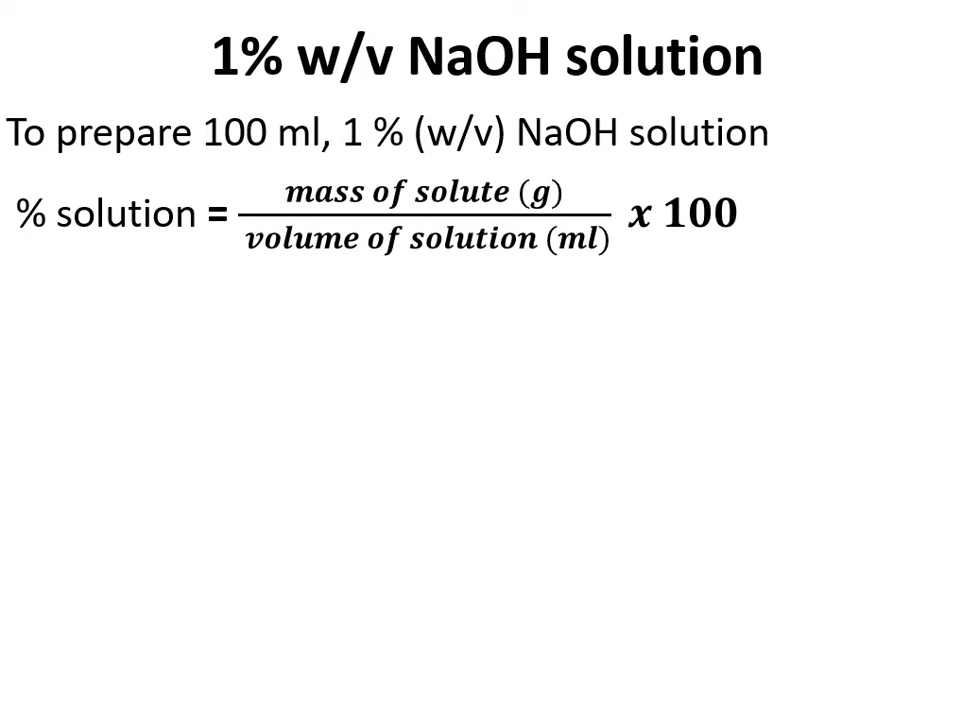 1% w/v NaOH solution
To prepare 100 ml, 1 % (w/v) NaOH solution
% solution = mass of solute (g) / volume of solution (ml) x 100